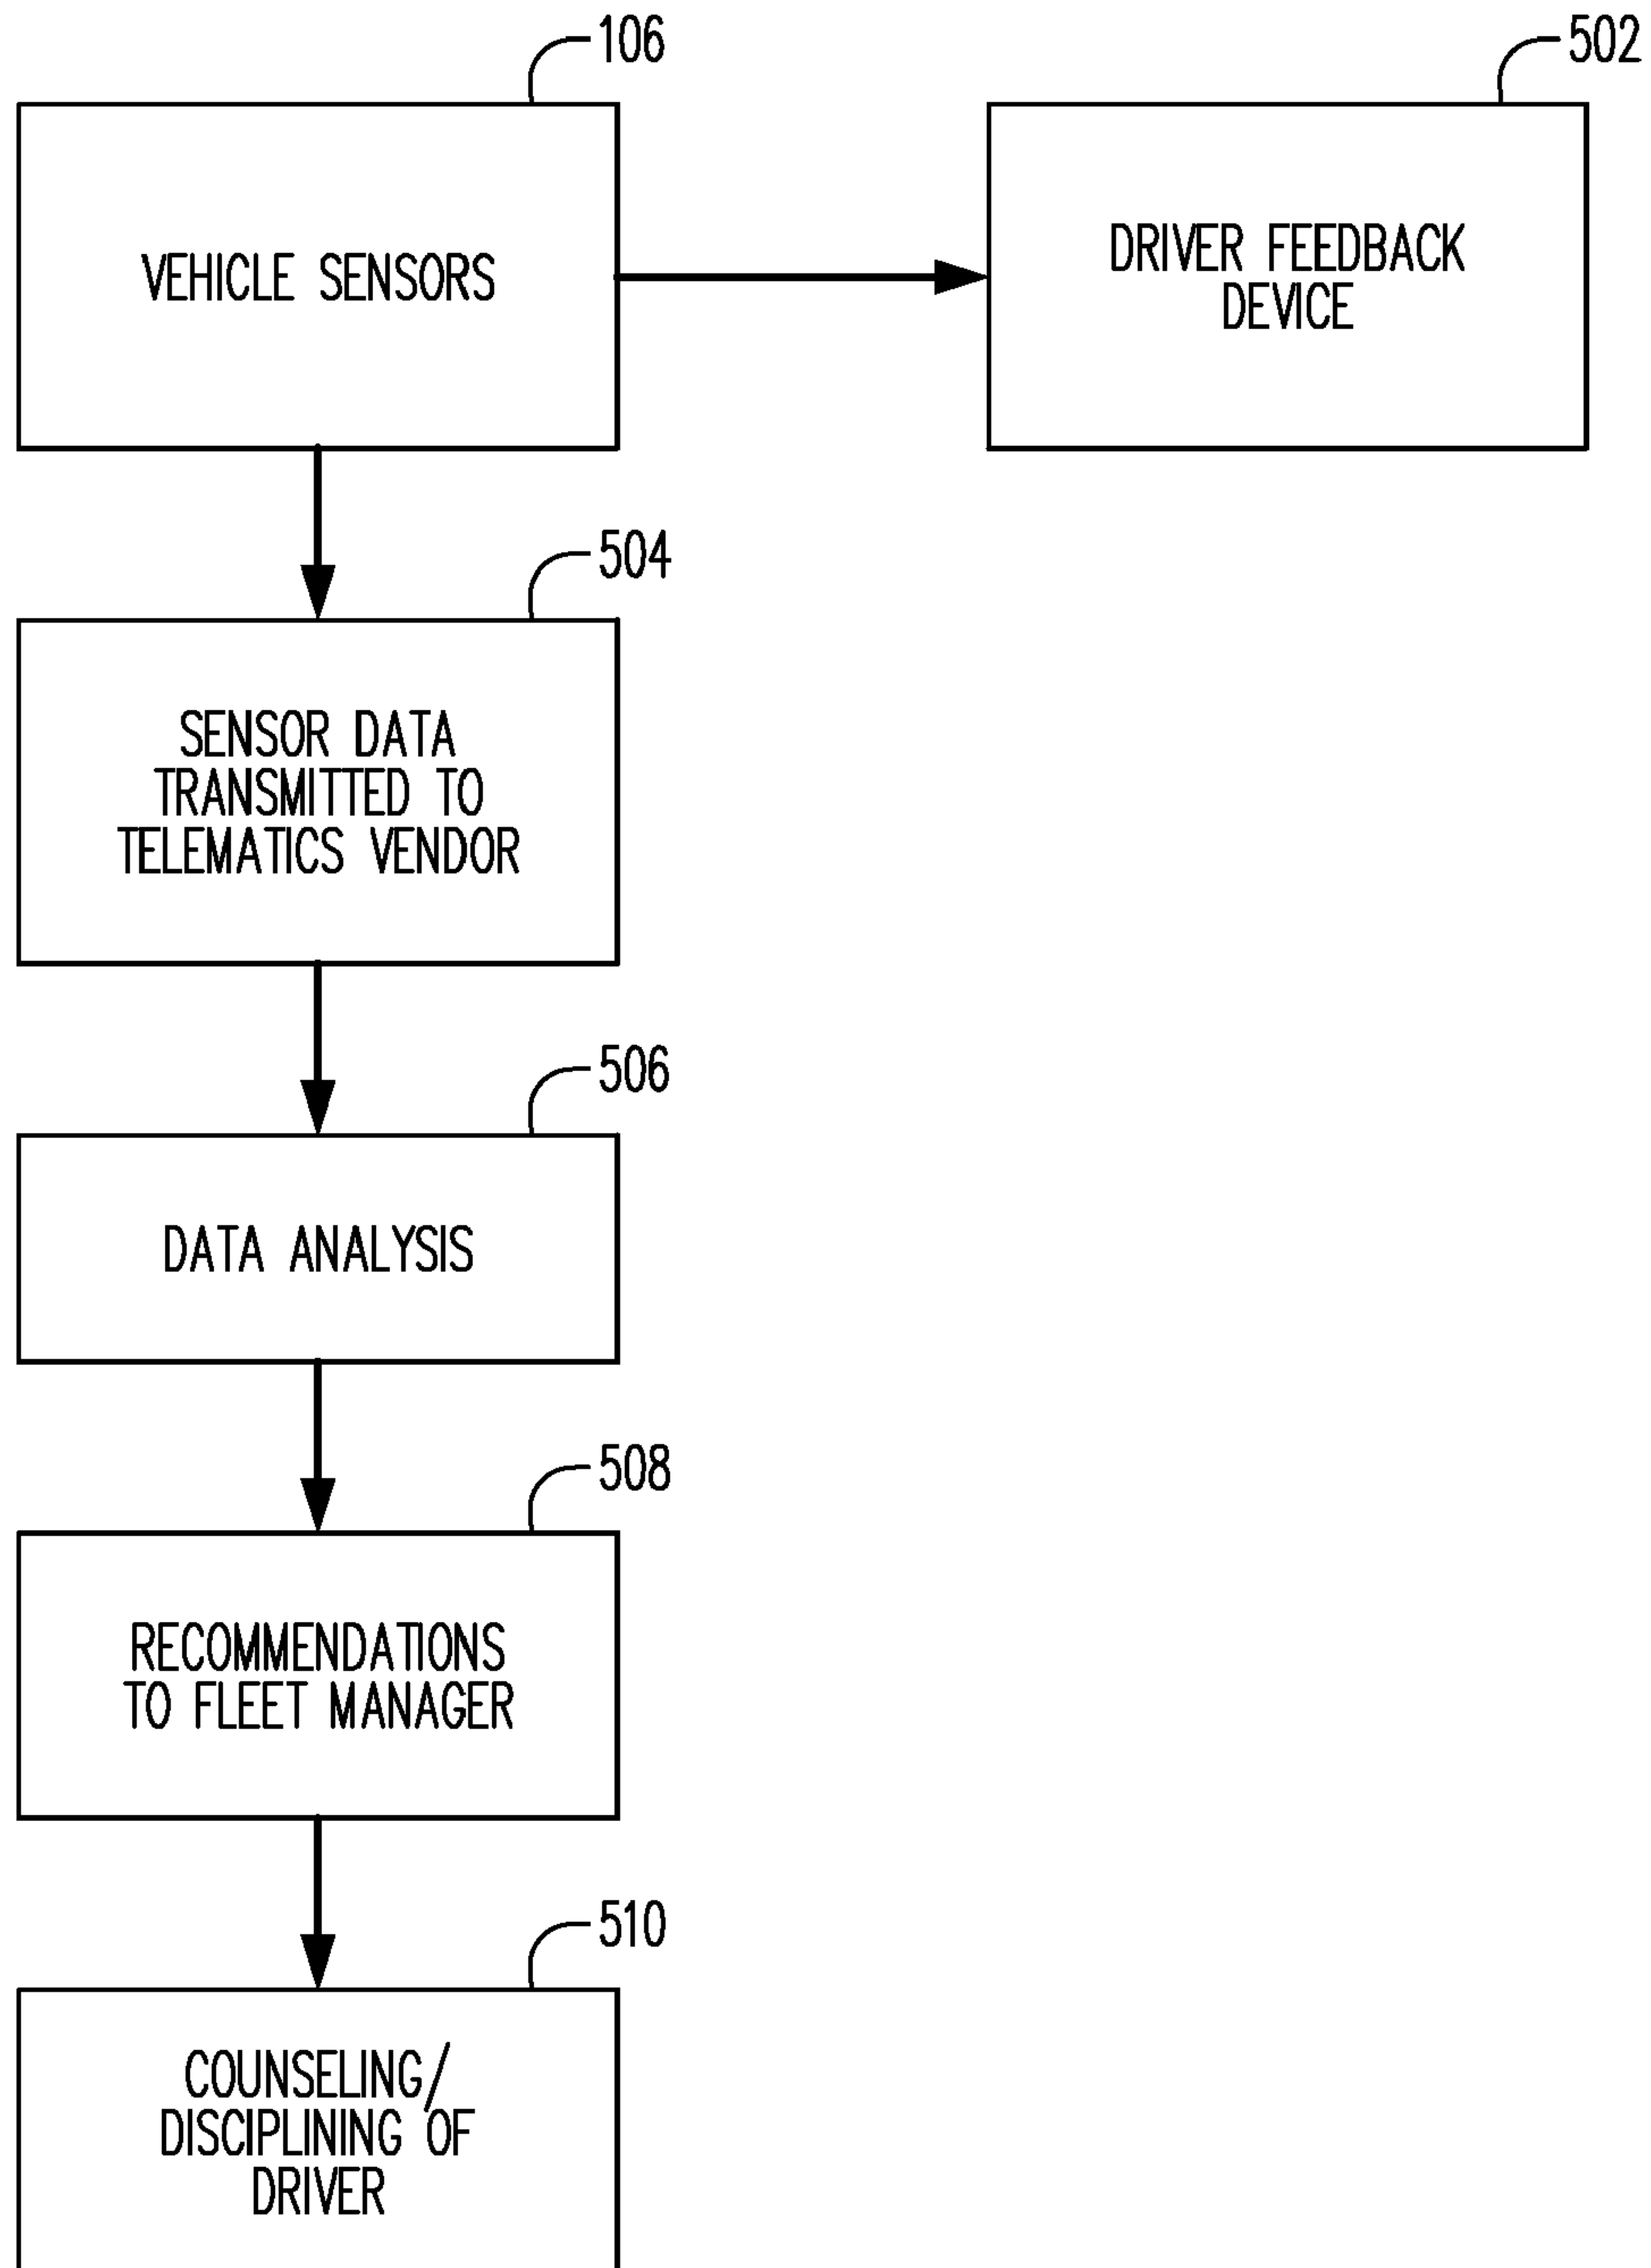 106
502
VEHICLE SENSORS
DRIVER FEEDBACK
DEVICE
504
SENSOR DATA
TRANSMITTED TO
TELEMATICS VENDOR
506
DATA ANALYSIS
508
RECOMMENDATIONS
TO FLEET MANAGER
510
COUNSELING/
DISCIPLINING OF
DRIVER